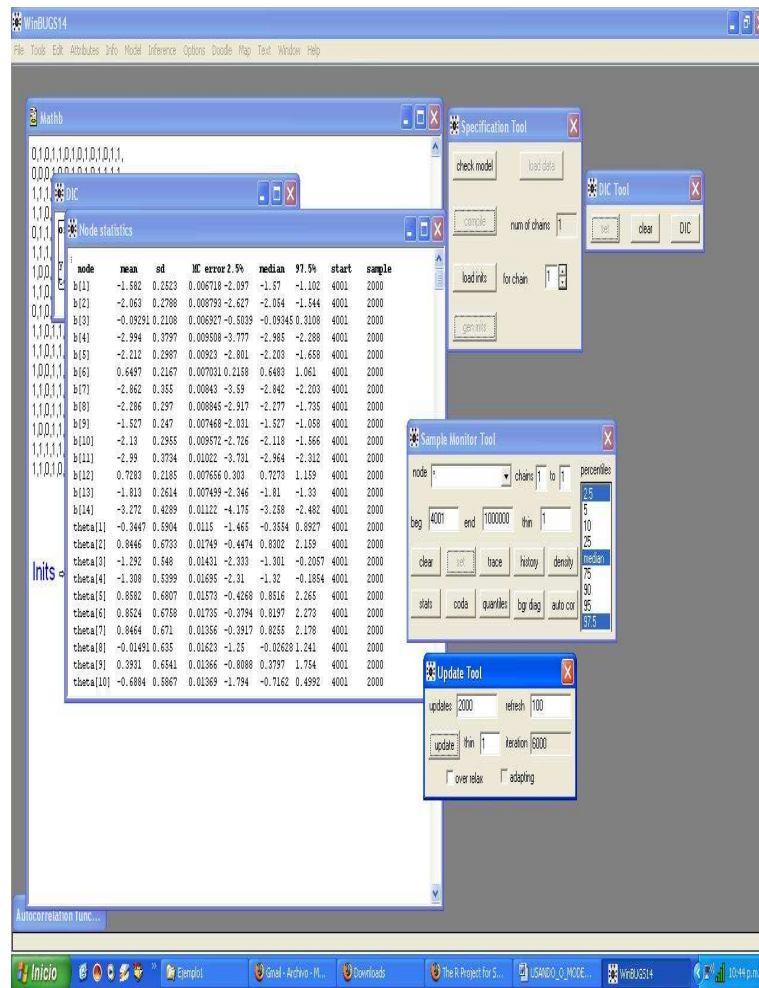 WinBUGS14
File Tools Edit Attributes Info Model Inference Options Doodle Map Text Window Help
Mathb
0,1,0,1,1,0,1,0,1,0,1,0,1,1,
DIC
Node statistics
node mean sd MC error 2.5% median 97.5% start sample
b[1] -1.582 0.2523 0.006718 -2.097 -1.57 -1.102 4001 2000
b[2] -2.063 0.2788 0.008793 -2.627 -2.054 -1.544 4001 2000
b[3] -0.09291 0.2108 0.006927 -0.5039 -0.09345 0.3108 4001 2000
b[4] -2.994 0.3797 0.009508 -3.777 -2.985 -2.288 4001 2000
b[5] -2.212 0.2987 0.00923 -2.801 -2.203 -1.658 4001 2000
b[6] 0.6497 0.2167 0.007031 0.2158 0.6483 1.061 4001 2000
b[7] -2.862 0.355 0.00843 -3.59 -2.842 -2.203 4001 2000
b[8] -2.286 0.297 0.008845 -2.917 -2.277 -1.735 4001 2000
b[9] -1.527 0.247 0.007468 -2.031 -1.527 -1.058 4001 2000
b[10] -2.13 0.2955 0.009572 -2.726 -2.118 -1.566 4001 2000
b[11] -2.99 0.3734 0.01022 -3.731 -2.964 -2.312 4001 2000
b[12] 0.7283 0.2185 0.007656 0.303 0.7273 1.159 4001 2000
b[13] -1.813 0.2614 0.007499 -2.346 -1.81 -1.33 4001 2000
b[14] -3.272 0.4289 0.01122 -4.175 -3.258 -2.482 4001 2000
theta[1] -0.3447 0.5904 0.0115 -1.465 -0.3554 0.8927 4001 2000
theta[2] 0.8446 0.6733 0.01749 -0.4474 0.8302 2.159 4001 2000
theta[3] -1.292 0.548 0.01431 -2.333 -1.301 -0.2057 4001 2000
theta[4] -1.308 0.5399 0.01695 -2.31 -1.32 -0.1854 4001 2000
theta[5] 0.8582 0.6807 0.01573 -0.4268 0.8516 2.265 4001 2000
theta[6] 0.8524 0.6758 0.01735 -0.3794 0.8197 2.273 4001 2000
theta[7] 0.8464 0.671 0.01356 -0.3917 0.8255 2.178 4001 2000
theta[8] -0.01491 0.635 0.01623 -1.25 -0.02628 1.241 4001 2000
theta[9] 0.3931 0.6541 0.01366 -0.8088 0.3797 1.754 4001 2000
theta[10] -0.6884 0.5867 0.01369 -1.794 -0.7162 0.4992 4001 2000
Inits
Specification Tool
check model load data
compile num of chains 1
load inits for chain 1
gen inits
DIC Tool
set clear DIC
Sample Monitor Tool
node * chains 1 to 1 percentiles
2.5
5
10
25
median
75
90
95
97.5
beg 4001 end 1000000 thin 1
clear set trace history density
stats coda quantiles bgr diag auto cor
Update Tool
updates 2000 refresh 100
update thin 1 iteration 6000
over relax adapting
Autocorrelation func...
Inicio
Ejemplo1
Gmail - Archivo - M...
Downloads
The R Project for S...
USANDO_O_MODE...
WinBUGS14
10:44 p.m.